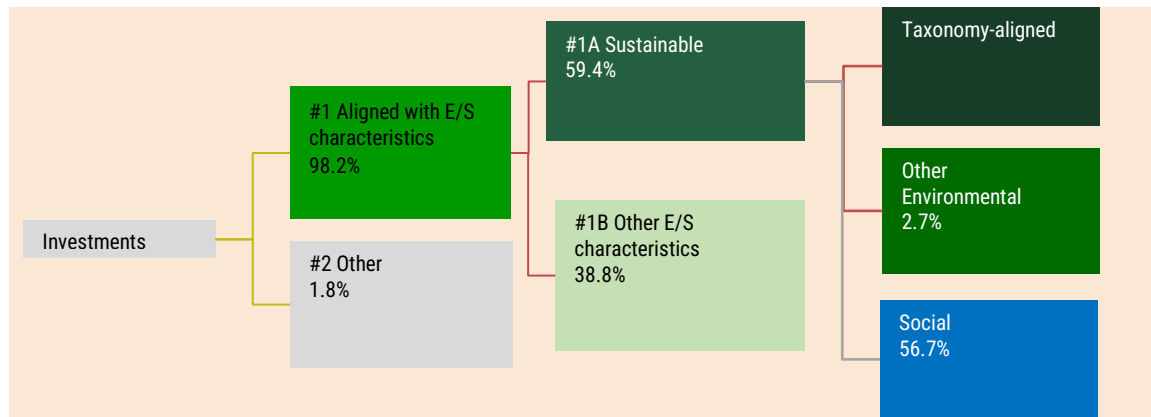 Investments
#1 Aligned with E/S
characteristics
98.2%
#2 Other
1.8%
#1A Sustainable
59.4%
#1B Other E/S
characteristics
38.8%
Taxonomy-aligned
Other
Environmental
2.7%
Social
56.7%